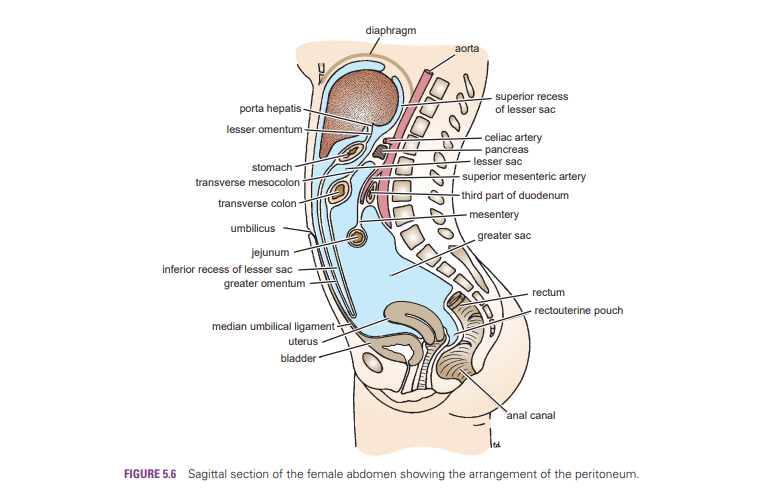 diaphragm
aorta
superior recess
of lesser sac
porta hepatis
lesser omentum
celiac artery
pancreas
lesser sac
stomach
superior mesenteric artery
transverse mesocolon
third part of duodenum
transverse colon
mesentery
umbilicus
greater sac
jejunum
inferior recess of lesser sac
greater omentum
rectum
rectouterine pouch
median umbilical ligament
uterus
bladder
anal canal
FIGURE 5.6 Sagittal section of the female abdomen showing the arrangement of the peritoneum.